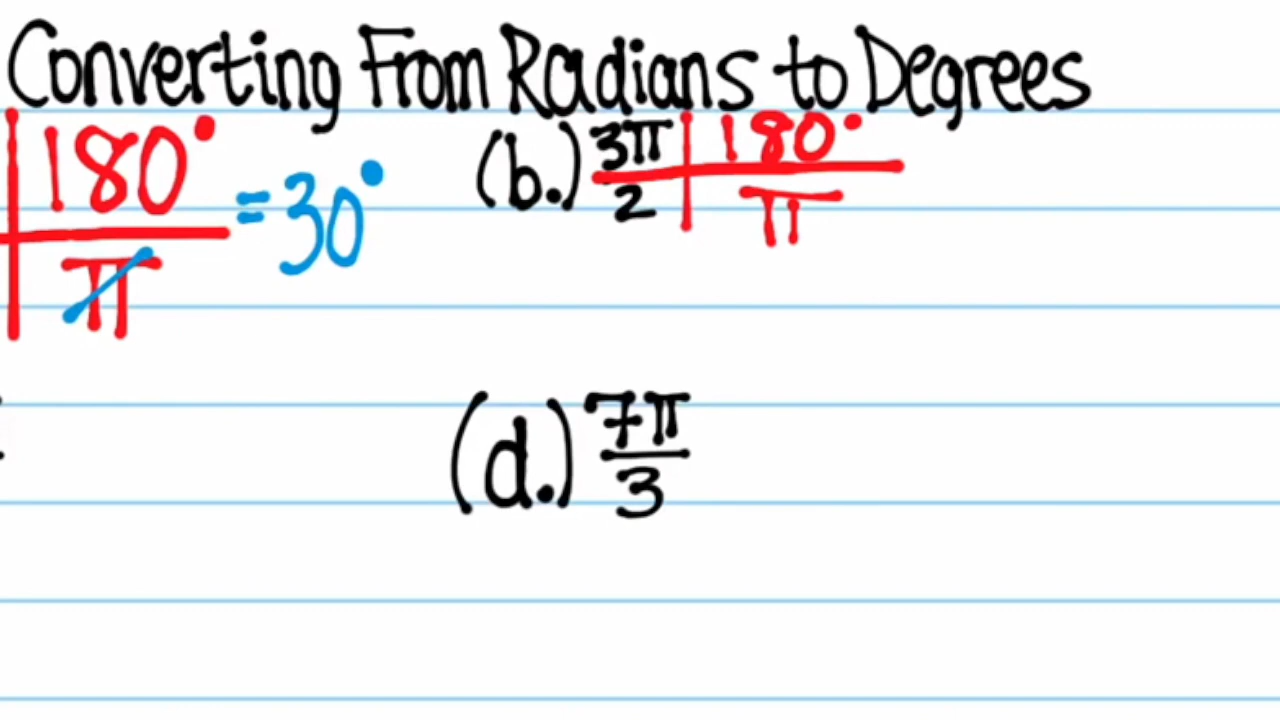 Converting From Radians to Degrees
180°
π
= 30°
(b.) 3π/2 | 180°/π
(d.) 7π/3